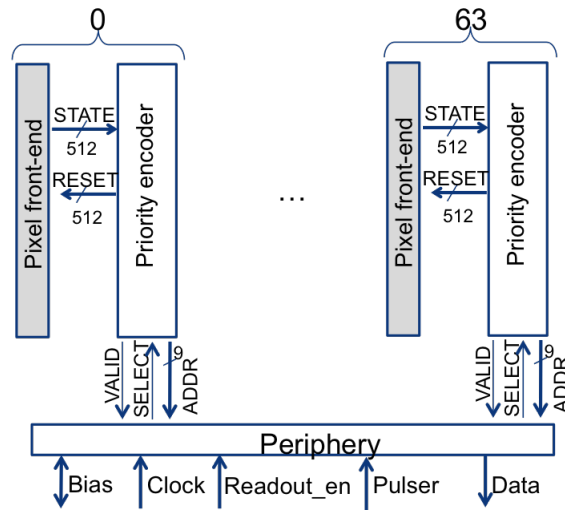 0
63
Pixel front-end
STATE
512
RESET
512
Priority encoder
...
Pixel front-end
STATE
512
RESET
512
Priority encoder
VALID
SELECT
9
ADDR
VALID
SELECT
9
ADDR
Periphery
Bias
Clock
Readout_en
Pulser
Data